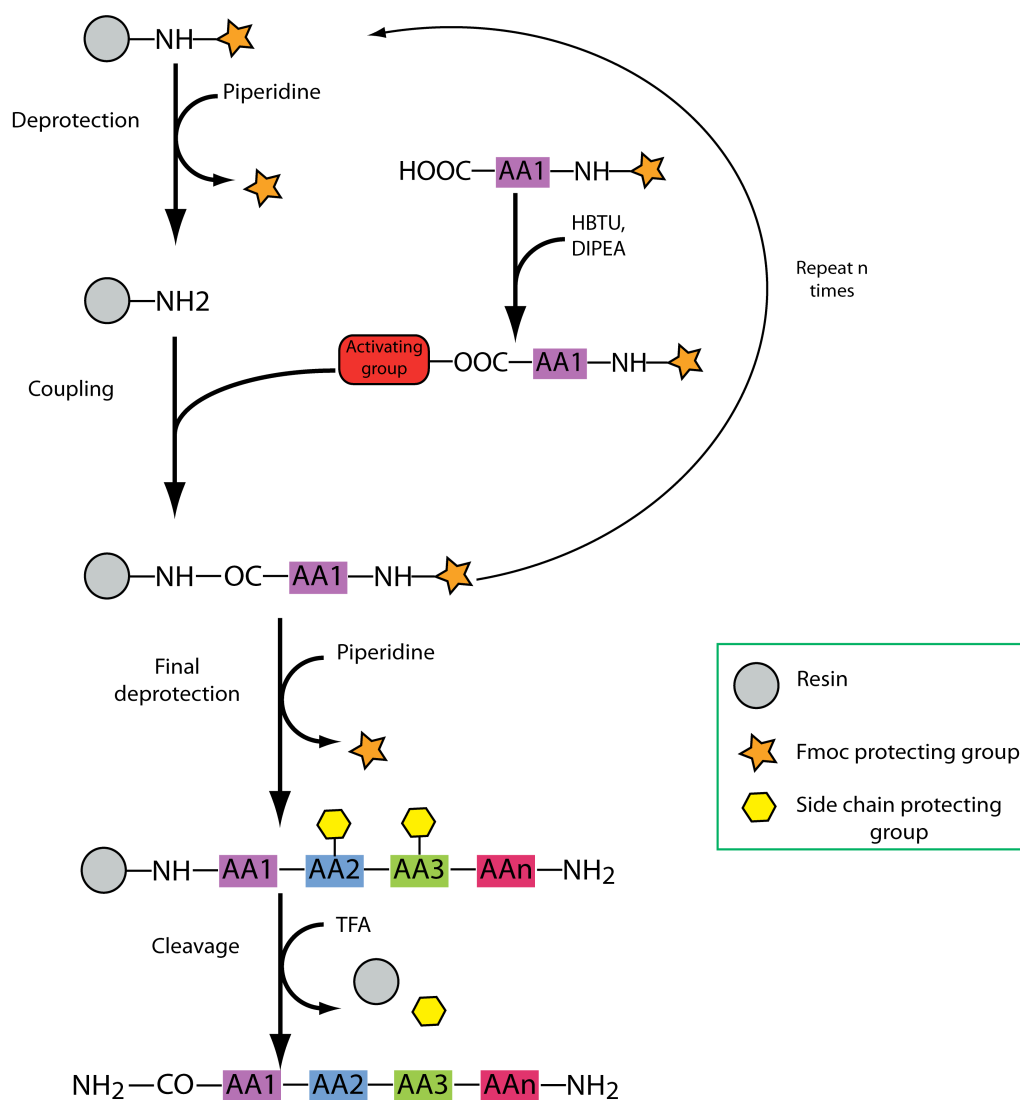 NH
Piperidine
Deprotection
HOOC AA1 NH
HBTU,
DIPEA
Repeat n
times
NH2
Activating
group
OOC AA1 NH
Coupling
NH OC AA1 NH
Piperidine
Final
deprotection
Resin
Fmoc protecting group
Side chain protecting
group
NH AA1 AA2 AA3 AAn NH2
TFA
Cleavage
NH2 CO AA1 AA2 AA3 AAn NH2